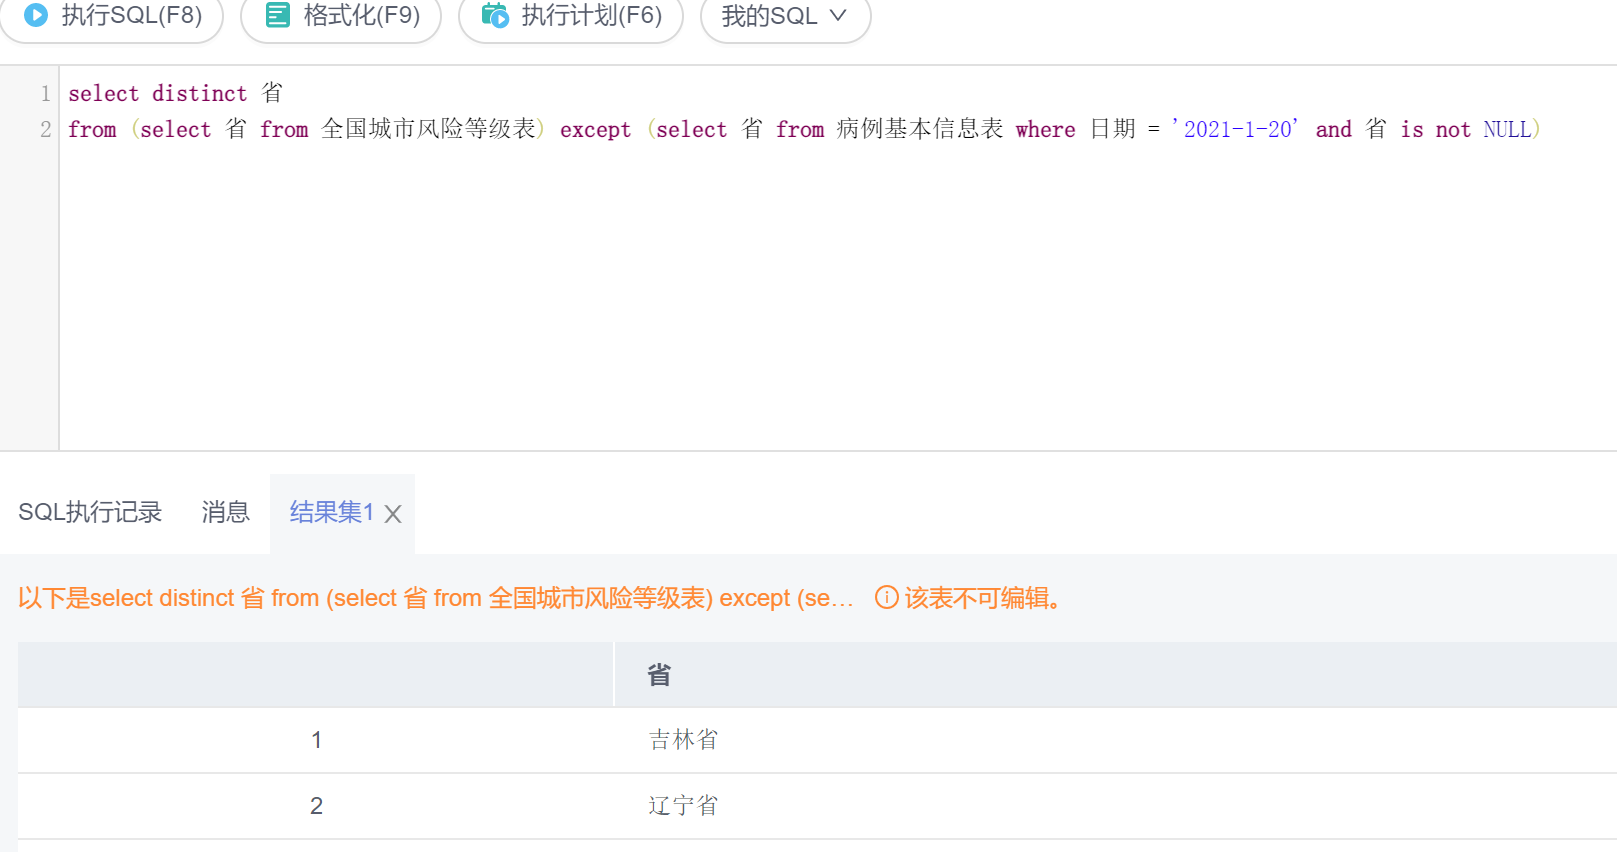 执行SQL(F8) 格式化(F9) 执行计划(F6) 我的SQL
1 select distinct 省
2 from (select 省 from 全国城市风险等级表) except (select 省 from 病例基本信息表 where 日期 = '2021-1-20' and 省 is not NULL)
SQL执行记录 消息 结果集1 X
以下是select distinct 省 from (select 省 from 全国城市风险等级表) except (se... 该表不可编辑。
省
1 吉林省
2 辽宁省